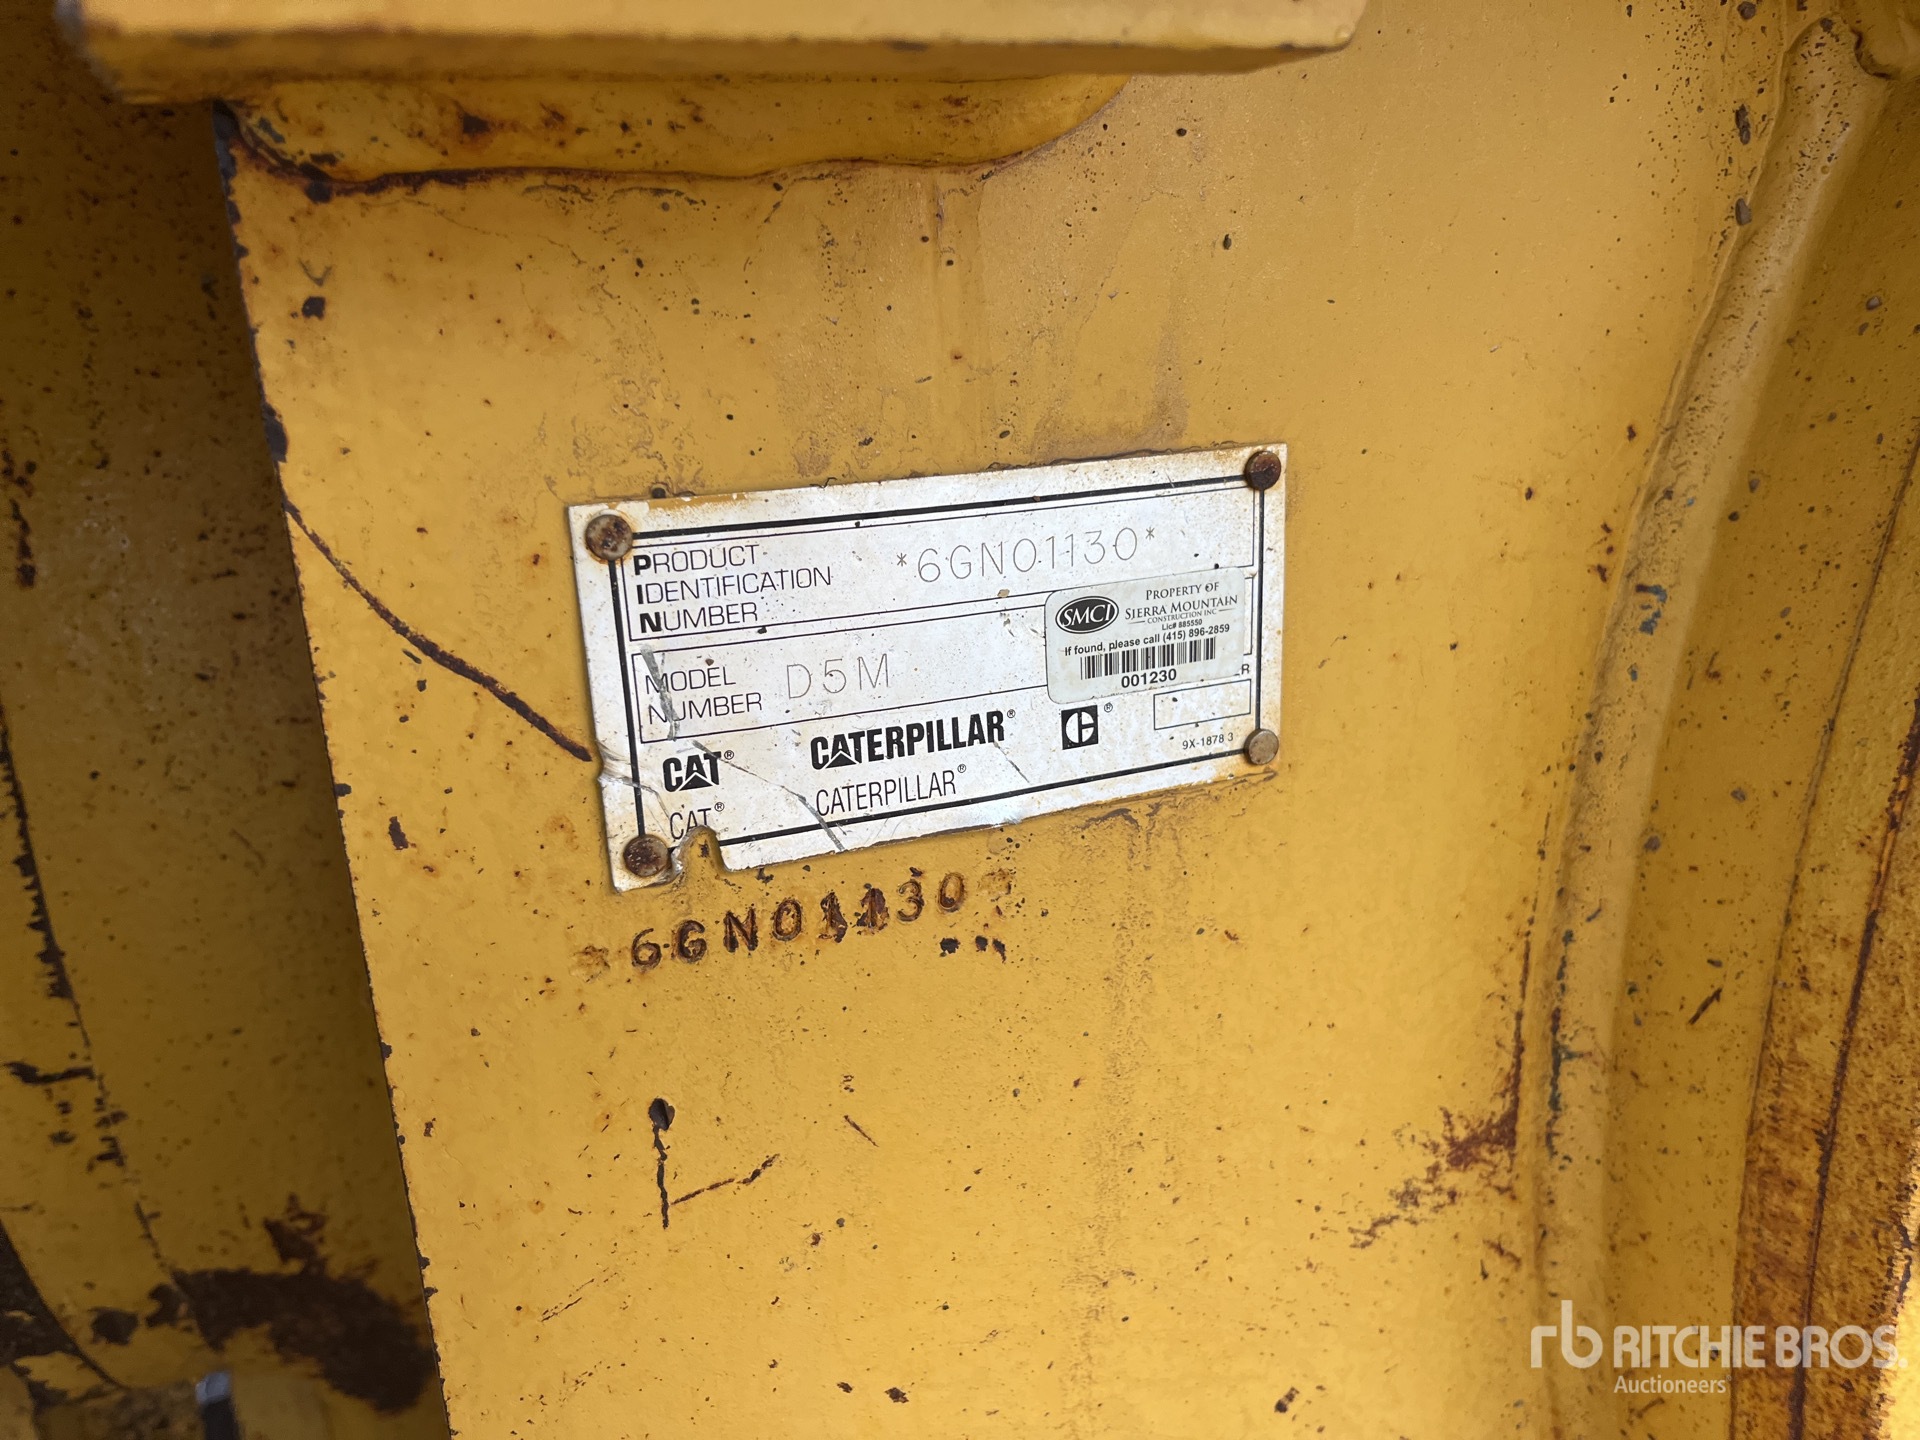 PRODUCT
IDENTIFICATION
NUMBER
*6GN01130*
SMCI
PROPERTY OF
SIERRA MOUNTAIN
CONSTRUCTION INC
Lic# 885550
If found, please call (415) 896-2859
001230
MODEL
NUMBER
D5M
R
CAT®
CATERPILLAR®
C®
CAT®
CATERPILLAR®
9X-1878 3
6GN01130
rb RITCHIE BROS.
Auctioneers